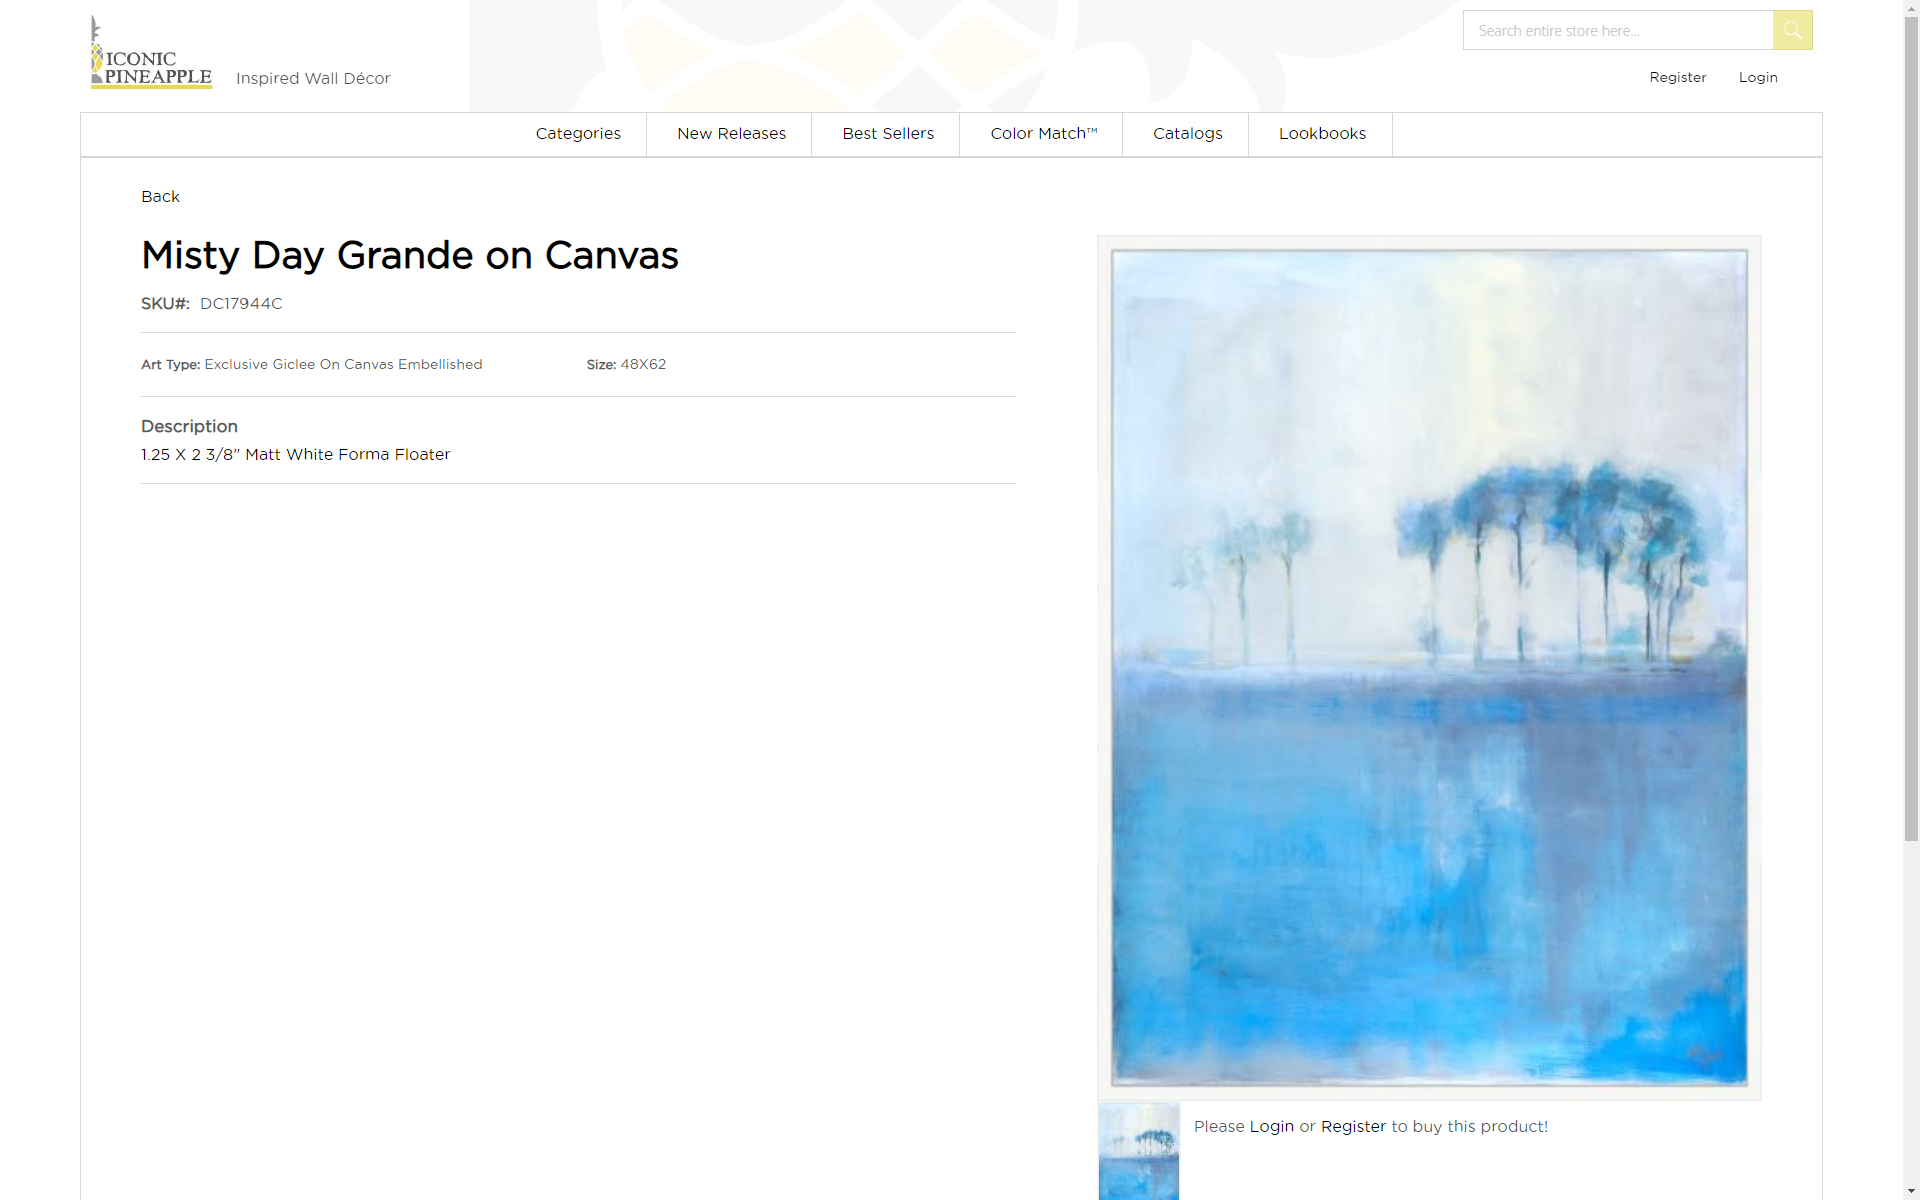 ICONIC
PINEAPPLE
Inspired Wall Décor
Search entire store here...
Register
Login
Categories
New Releases
Best Sellers
Color Match™
Catalogs
Lookbooks
Back
Misty Day Grande on Canvas
SKU#: DC17944C
Art Type: Exclusive Giclee On Canvas Embellished
Size: 48X62
Description
1.25 X 2 3/8" Matt White Forma Floater
Please Login or Register to buy this product!